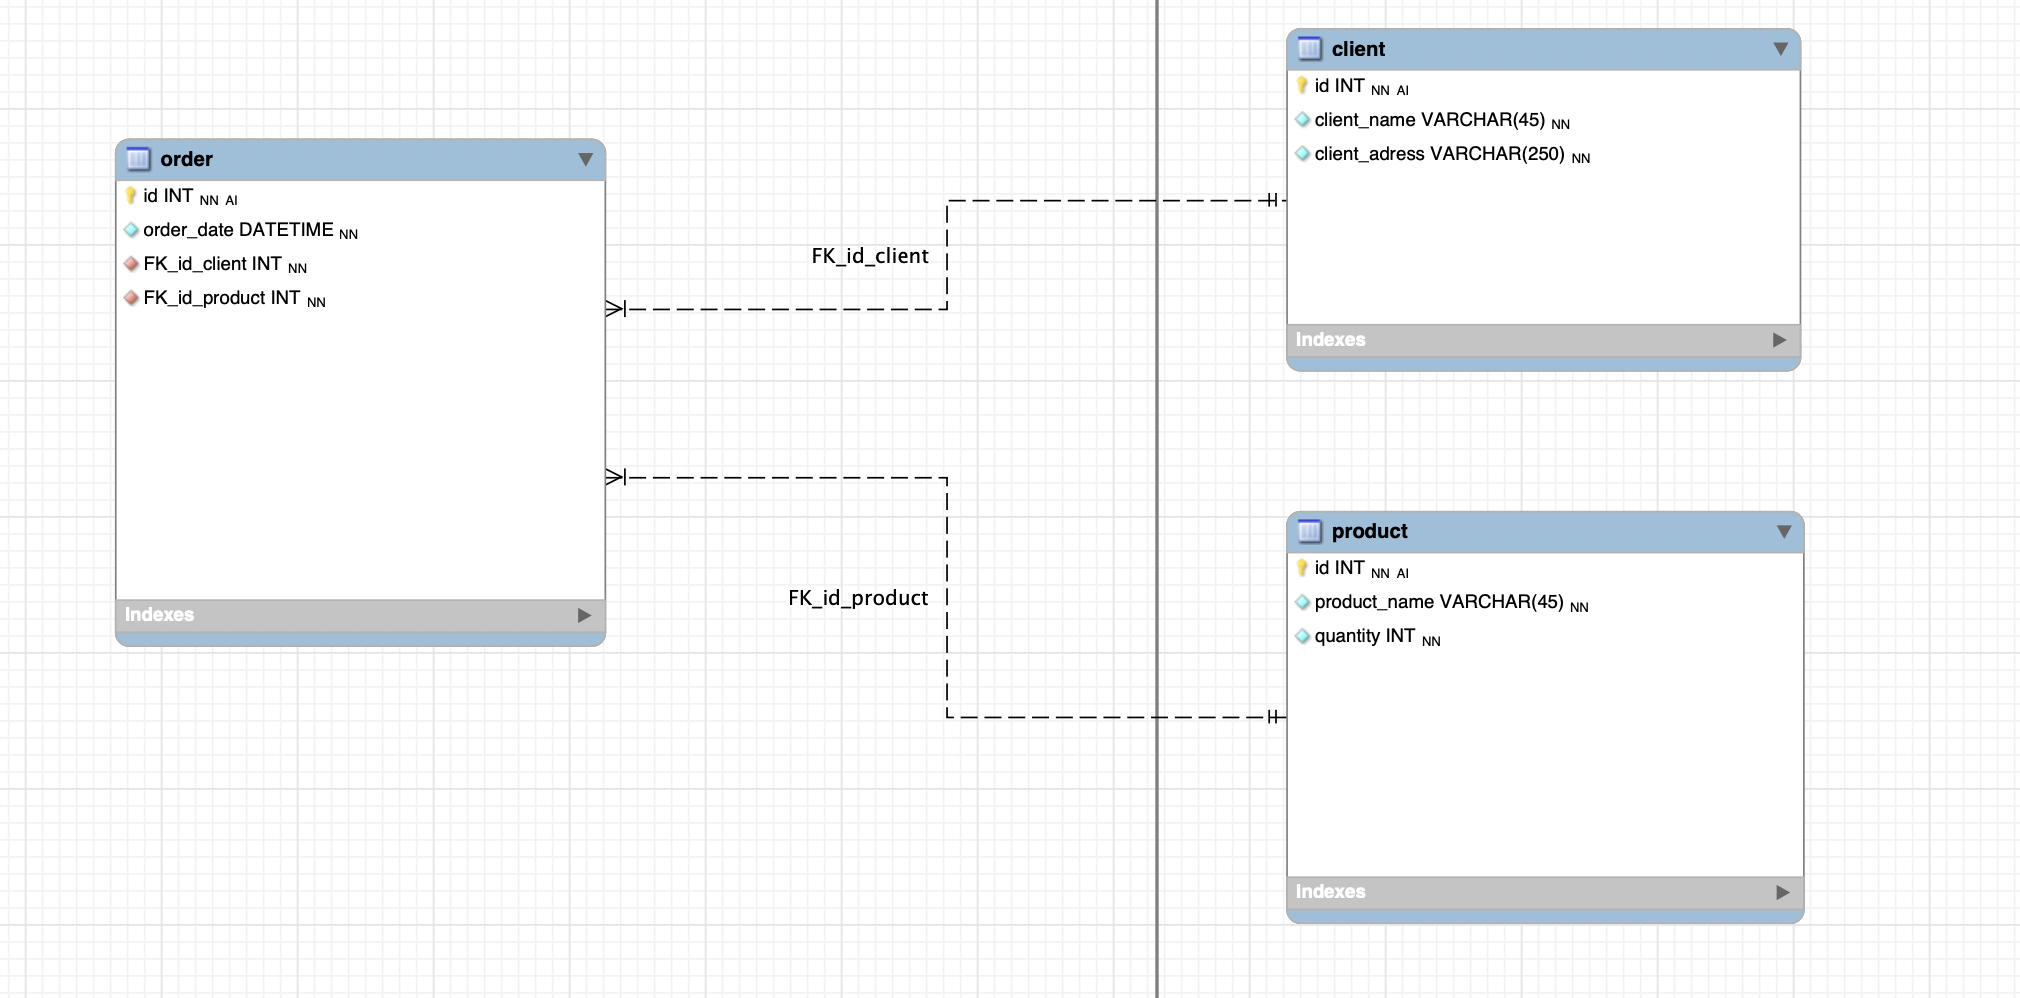 order
id INT NN AI
order_date DATETIME NN
FK_id_client INT NN
FK_id_product INT NN
Indexes
FK_id_client
FK_id_product
client
id INT NN AI
client_name VARCHAR(45) NN
client_adress VARCHAR(250) NN
Indexes
product
id INT NN AI
product_name VARCHAR(45) NN
quantity INT NN
Indexes